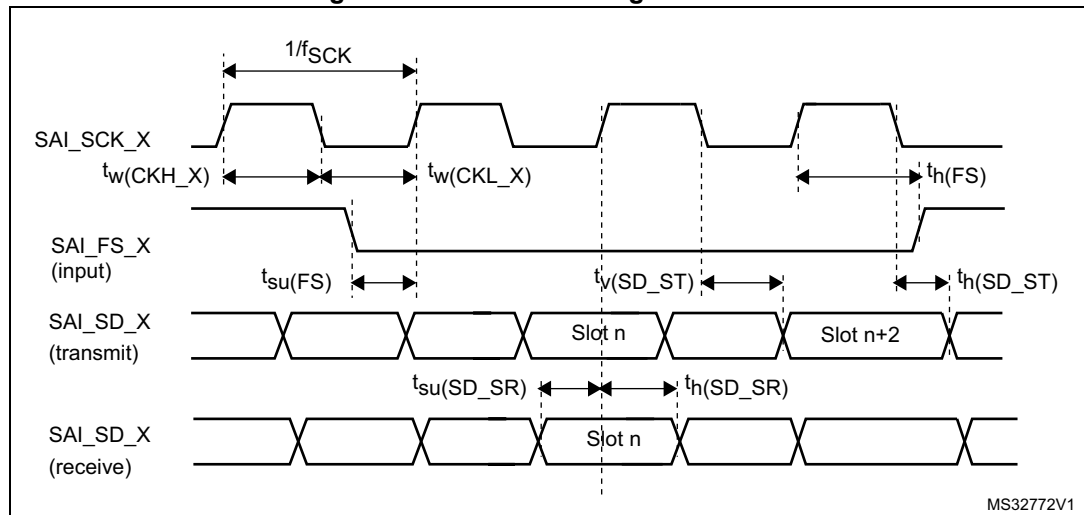 1/fSCK
SAI_SCK_X
tw(CKH_X)
tw(CKL_X)
th(FS)
SAI_FS_X
(input)
tsu(FS)
tv(SD_ST)
th(SD_ST)
SAI_SD_X
(transmit)
Slot n
Slot n+2
tsu(SD_SR)
th(SD_SR)
SAI_SD_X
(receive)
Slot n
MS32772V1